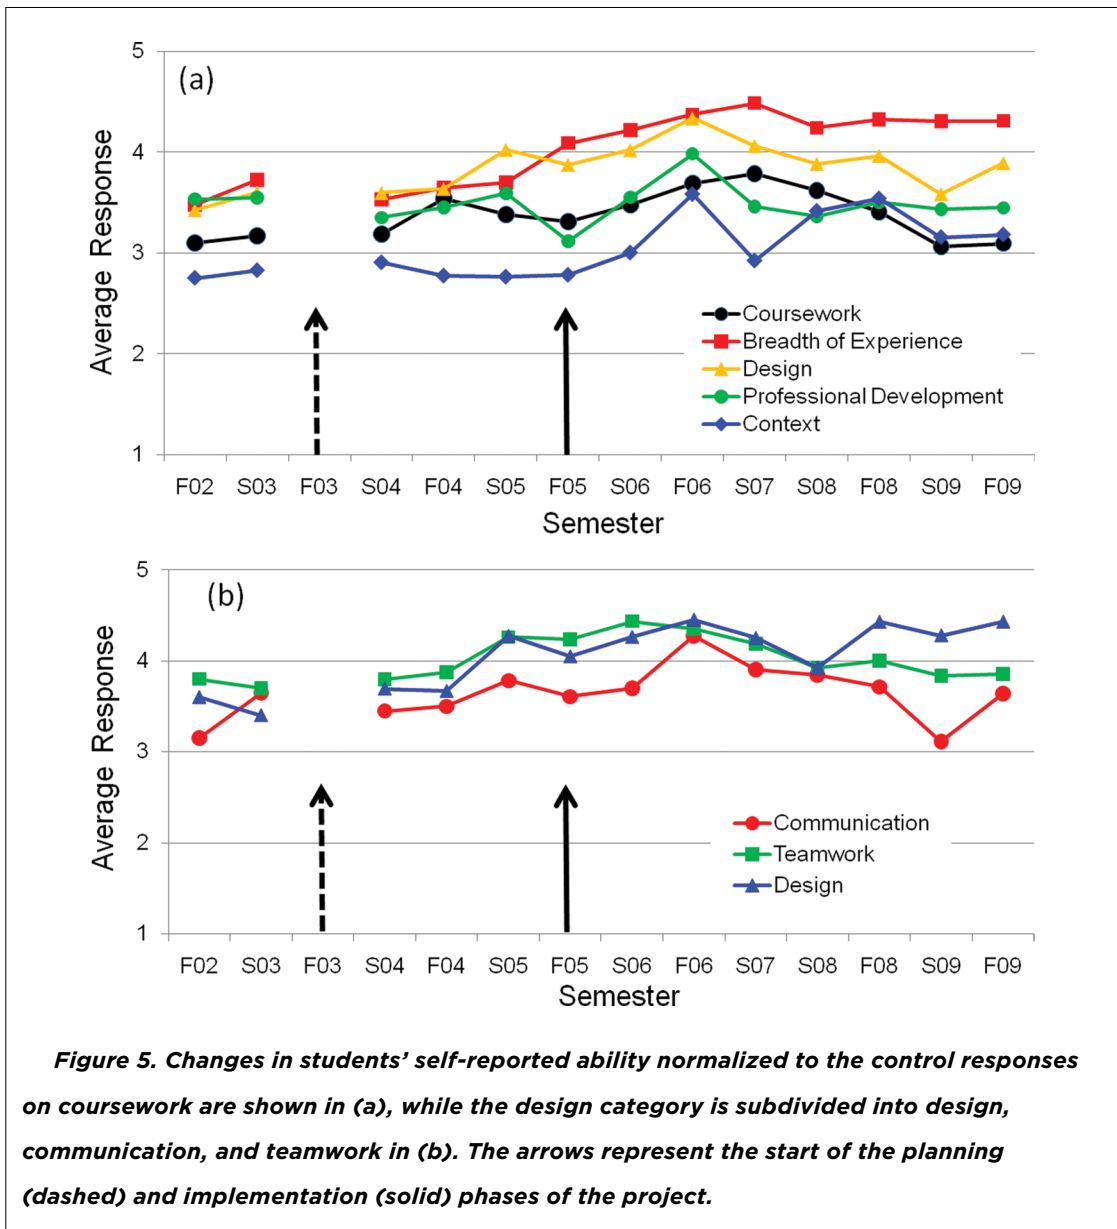 (a)
Average Response
5
4
3
2
1
Coursework
Breadth of Experience
Design
Professional Development
Context
F02 S03 F03 S04 F04 S05 F05 S06 F06 S07 S08 F08 S09 F09
Semester
(b)
Average Response
5
4
3
2
1
Communication
Teamwork
Design
F02 S03 F03 S04 F04 S05 F05 S06 F06 S07 S08 F08 S09 F09
Semester
Figure 5. Changes in students’ self-reported ability normalized to the control responses
on coursework are shown in (a), while the design category is subdivided into design,
communication, and teamwork in (b). The arrows represent the start of the planning
(dashed) and implementation (solid) phases of the project.